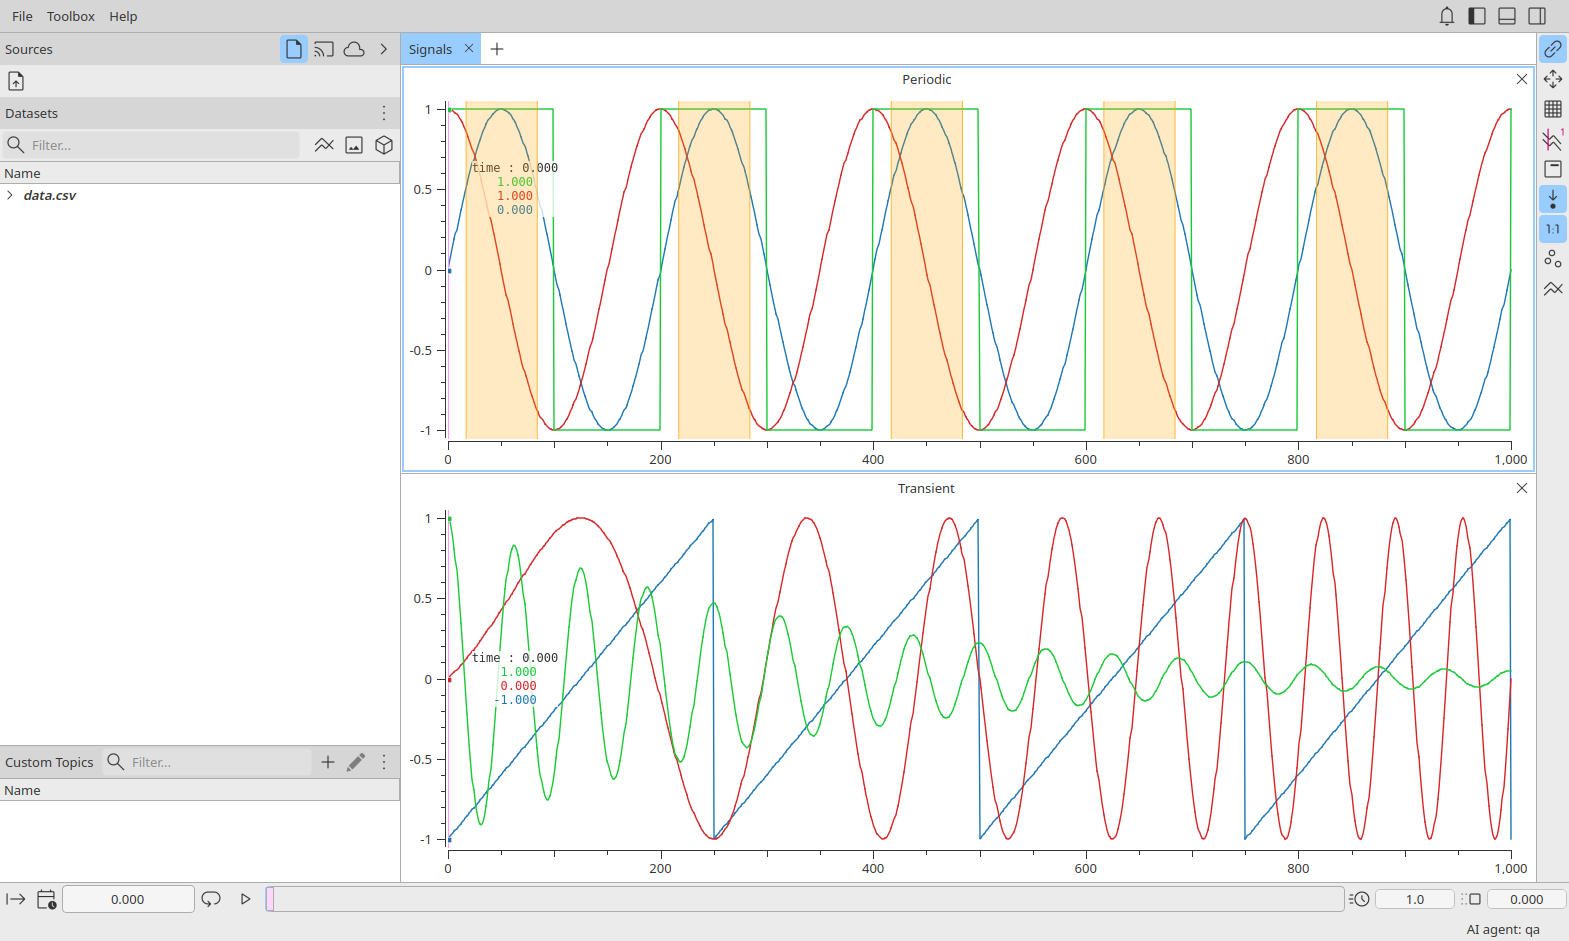 File Toolbox Help
Sources
Datasets
Filter...
Name
data.csv
Custom Topics
Filter...
Name
Signals
Periodic
1
0.5
0
-0.5
-1
time : 0.000
1.000
1.000
0.000
0 200 400 600 800 1,000
Transient
1
0.5
0
-0.5
-1
time : 0.000
1.000
0.000
-1.000
0 200 400 600 800 1,000
1
1:1
0.000
1.0
0.000
AI agent: qa